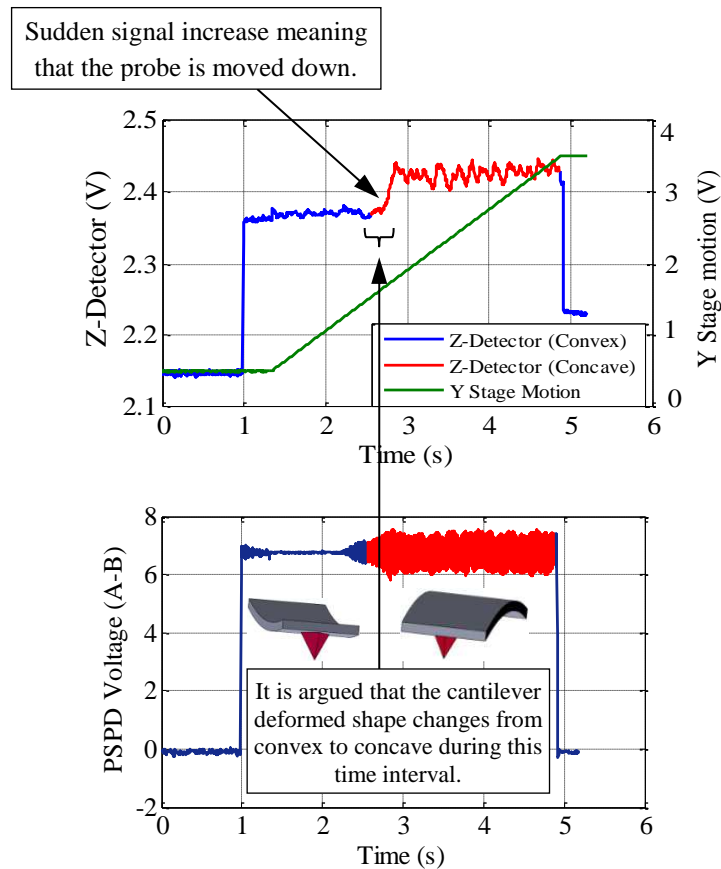 Sudden signal increase meaning
that the probe is moved down.
2.5
2.4
2.3
2.2
2.1
Z-Detector (V)
4
3
2
1
0
Y Stage motion (V)
Z-Detector (Convex)
Z-Detector (Concave)
Y Stage Motion
0 1 2 3 4 5 6
Time (s)
8
6
4
2
0
-2
PSPD Voltage (A-B)
It is argued that the cantilever
deformed shape changes from
convex to concave during this
time interval.
0 1 2 3 4 5 6
Time (s)